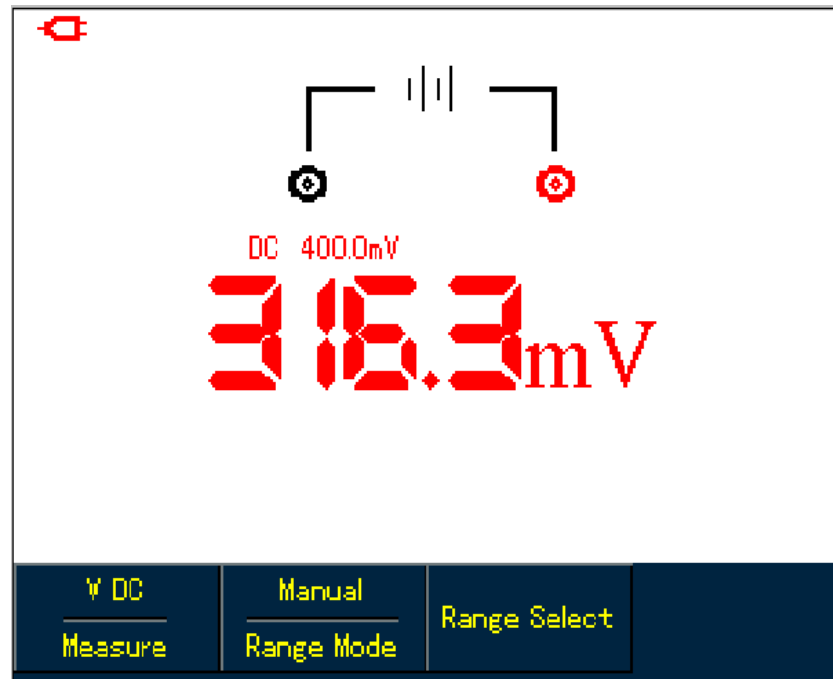 DC 400.0mV
316.3mV
V DC
Measure
Manual
Range Mode
Range Select